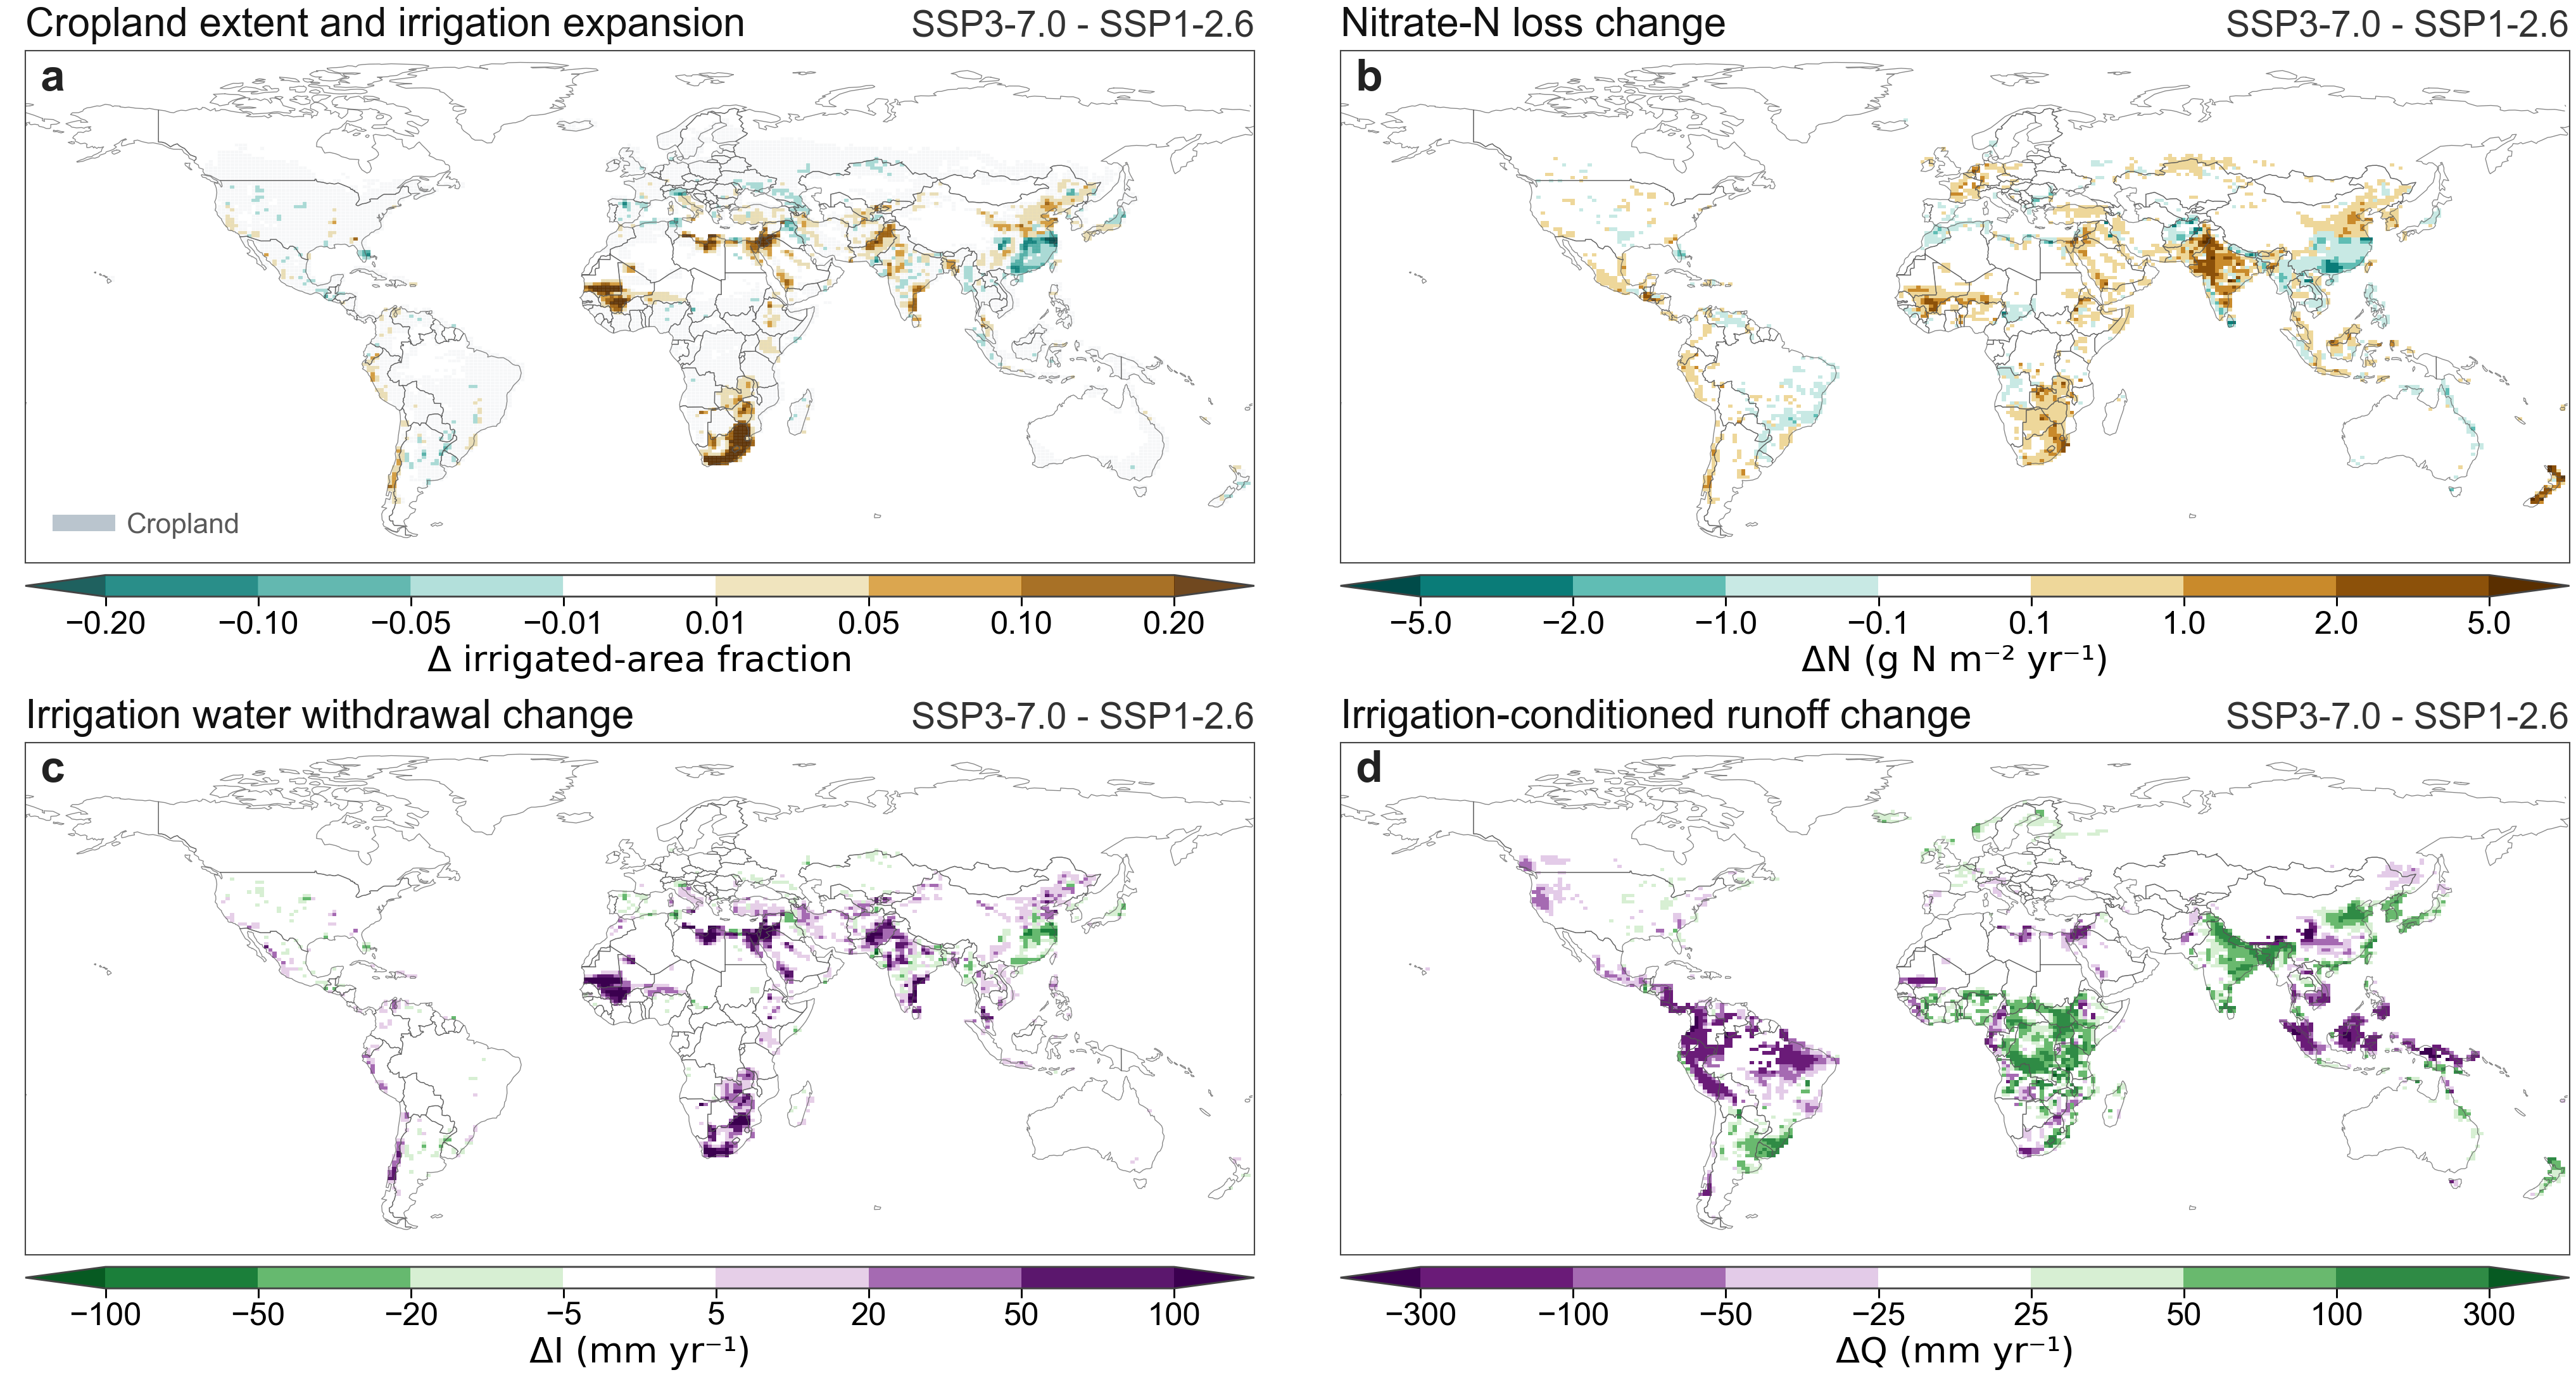 Cropland extent and irrigation expansion SSP3-7.0 - SSP1-2.6
a
Cropland
−0.20 −0.10 −0.05 −0.01 0.01 0.05 0.10 0.20
Δ irrigated-area fraction
Nitrate-N loss change SSP3-7.0 - SSP1-2.6
b
−5.0 −2.0 −1.0 −0.1 0.1 1.0 2.0 5.0
ΔN (g N m⁻² yr⁻¹)
Irrigation water withdrawal change SSP3-7.0 - SSP1-2.6
c
−100 −50 −20 −5 5 20 50 100
ΔI (mm yr⁻¹)
Irrigation-conditioned runoff change SSP3-7.0 - SSP1-2.6
d
−300 −100 −50 −25 25 50 100 300
ΔQ (mm yr⁻¹)